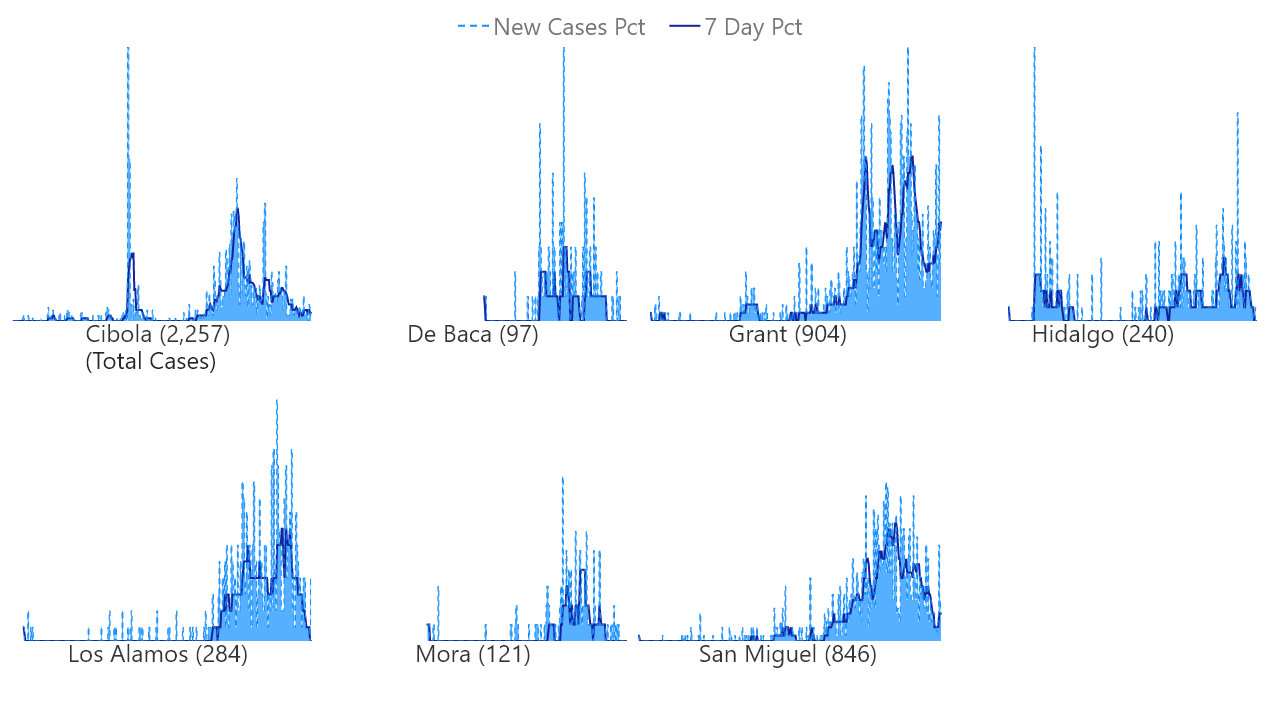 New Cases Pct 7 Day Pct
Cibola (2,257)
(Total Cases)
De Baca (97)
Grant (904)
Hidalgo (240)
Los Alamos (284)
Mora (121)
San Miguel (846)